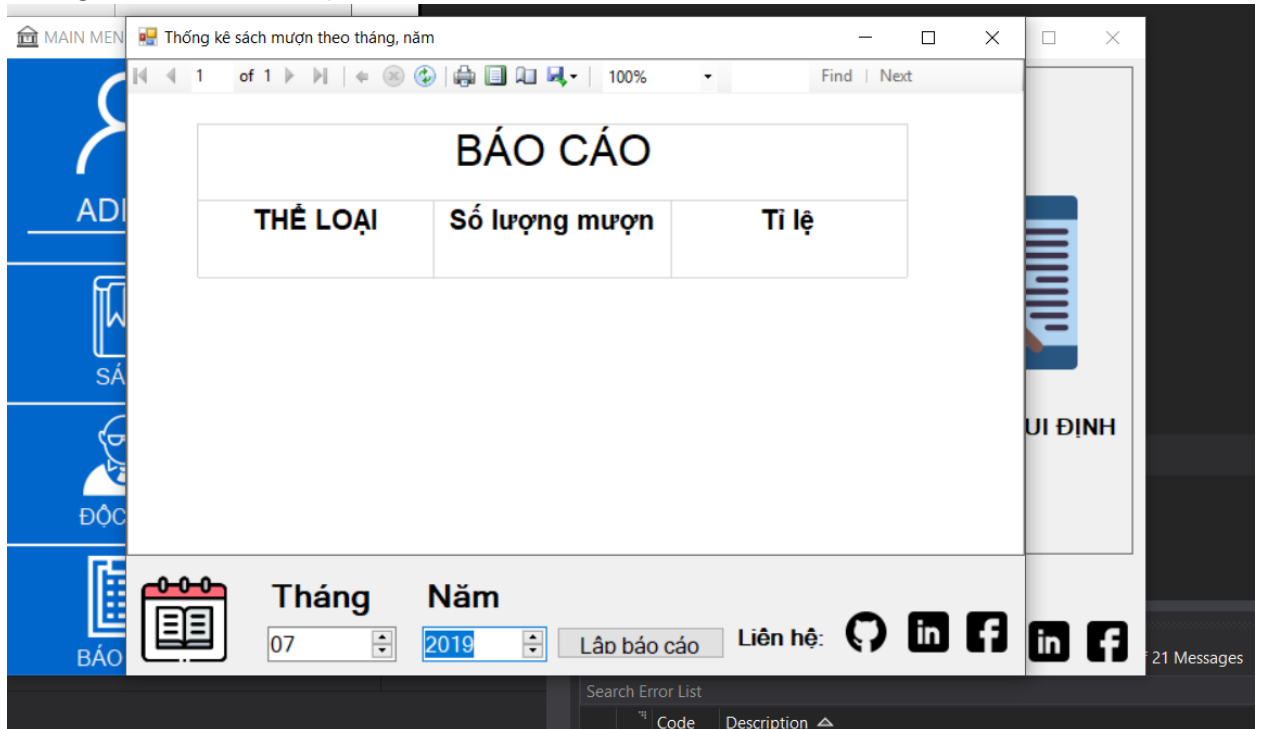 MAIN MEN
Thống kê sách mượn theo tháng, năm
1 of 1 100% Find Next
BÁO CÁO
THỂ LOẠI Số lượng mượn Tỉ lệ
ADI
SÁ
ĐỘC
BÁO
UI ĐỊNH
Tháng Năm
07 2019 Lập báo cáo Liên hệ:
21 Messages
Search Error List
Code Description